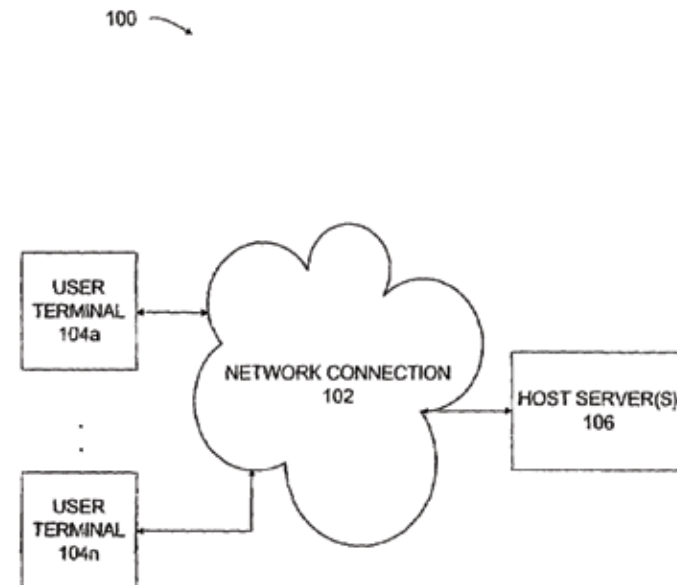 100
USER
TERMINAL
104a
NETWORK CONNECTION
102
HOST SERVER(S)
106
USER
TERMINAL
104n